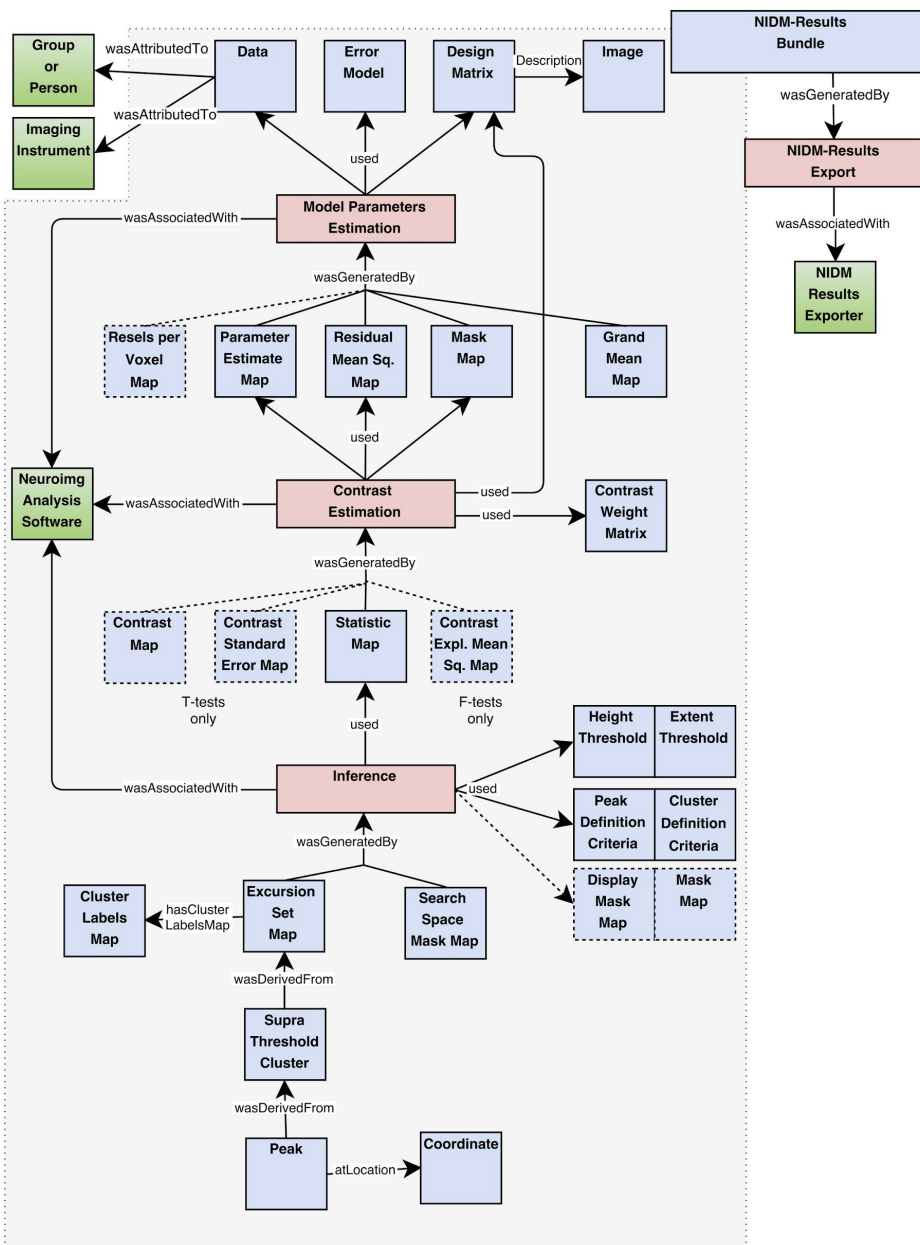 NIDM-Results
Bundle
Group
or
Person
wasAttributedTo
Data
Error
Model
Design
Matrix
Description
Image
wasGeneratedBy
wasAttributedTo
Imaging
Instrument
NIDM-Results
Export
used
Model Parameters
Estimation
wasAssociatedWith
wasAssociatedWith
NIDM
Results
Exporter
wasGeneratedBy
Resels per
Voxel
Map
Parameter
Estimate
Map
Residual
Mean Sq.
Map
Mask
Map
Grand
Mean
Map
used
Neuroimg
Analysis
Software
wasAssociatedWith
Contrast
Estimation
used
used
Contrast
Weight
Matrix
wasGeneratedBy
Contrast
Map
Contrast
Standard
Error Map
Statistic
Map
Contrast
Expl. Mean
Sq. Map
T-tests
only
F-tests
only
used
Height
Threshold
Extent
Threshold
wasAssociatedWith
Inference
used
Peak
Definition
Criteria
Cluster
Definition
Criteria
wasGeneratedBy
Display
Mask
Map
Mask
Map
Cluster
Labels
Map
hasCluster
LabelsMap
Excursion
Set
Map
Search
Space
Mask Map
wasDerivedFrom
Supra
Threshold
Cluster
wasDerivedFrom
Peak
atLocation
Coordinate